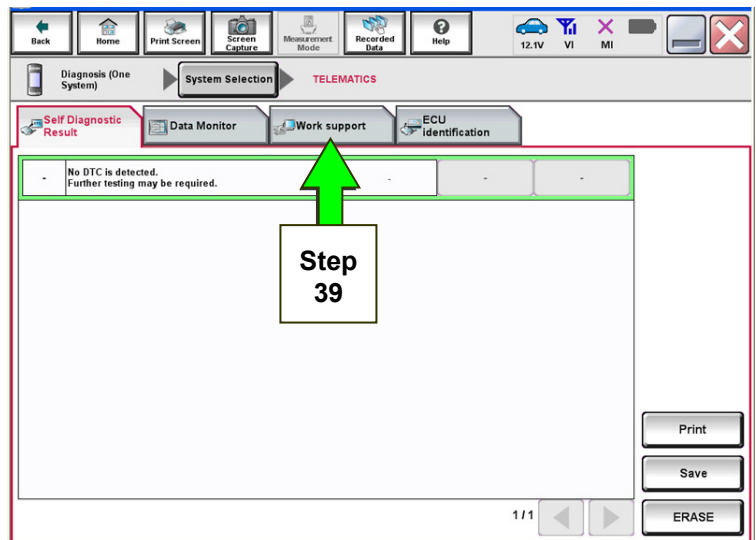 Back
Home
Print Screen
Screen
Capture
Measurement
Mode
Recorded
Data
Help
12.1V
VI
MI
Diagnosis (One
System)
System Selection
TELEMATICS
Self Diagnostic
Result
Data Monitor
Work support
ECU
identification
-
No DTC is detected.
Further testing may be required.
-
-
-
Step
39
Print
Save
1/1
ERASE